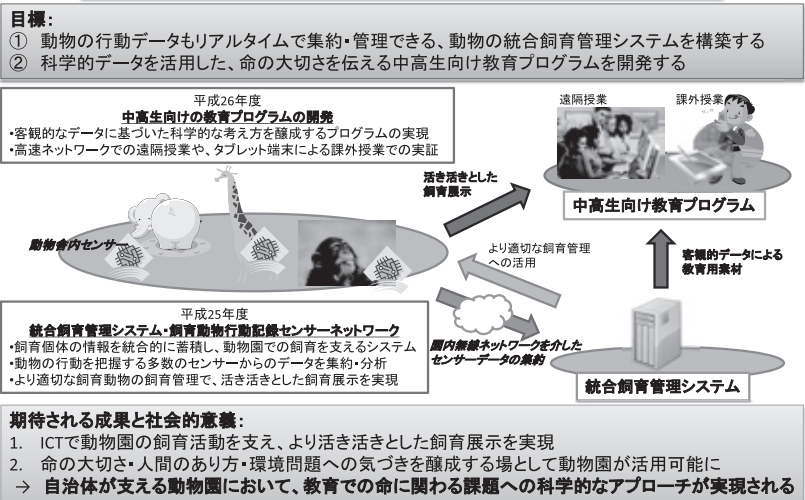 目標:
① 動物の行動データもリアルタイムで集約・管理できる、動物の統合飼育管理システムを構築する
② 科学的データを活用した、命の大切さを伝える中高生向け教育プログラムを開発する
平成26年度
中高生向けの教育プログラムの開発
•客観的なデータに基づいた科学的な考え方を醸成するプログラムの実現
•高速ネットワークでの遠隔授業や、タブレット端末による課外授業での実証
遠隔授業
課外授業
活き活きとした
飼育展示
中高生向け教育プログラム
動物舎内センサー
より適切な飼育管理
への活用
客観的データによる
教育用素材
平成25年度
統合飼育管理システム・飼育動物行動記録センサーネットワーク
•飼育個体の情報を統合的に蓄積し、動物園での飼育を支えるシステム
•動物の行動を把握する多数のセンサーからのデータを集約・分析
•より適切な飼育動物の飼育管理で、活き活きとした飼育展示を実現
園内無線ネットワークを介した
センサーデータの集約
統合飼育管理システム
期待される成果と社会的意義:
1. ICTで動物園の飼育活動を支え、より活き活きとした飼育展示を実現
2. 命の大切さ・人間のあり方・環境問題への気づきを醸成する場として動物園が活用可能に
→ 自治体が支える動物園において、教育での命に関わる課題への科学的なアプローチが実現される